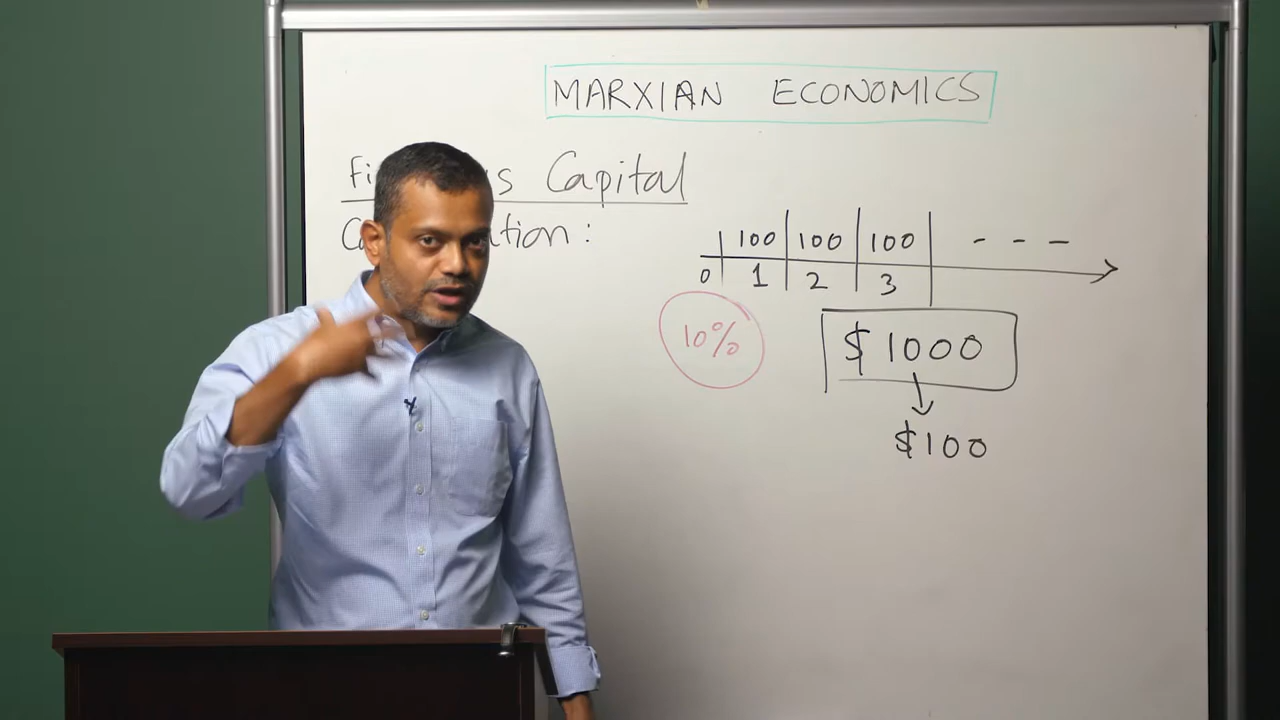 MARXIAN ECONOMICS
Capital
:
100 100 100 - - -
0 1 2 3
10%
$1000
$100